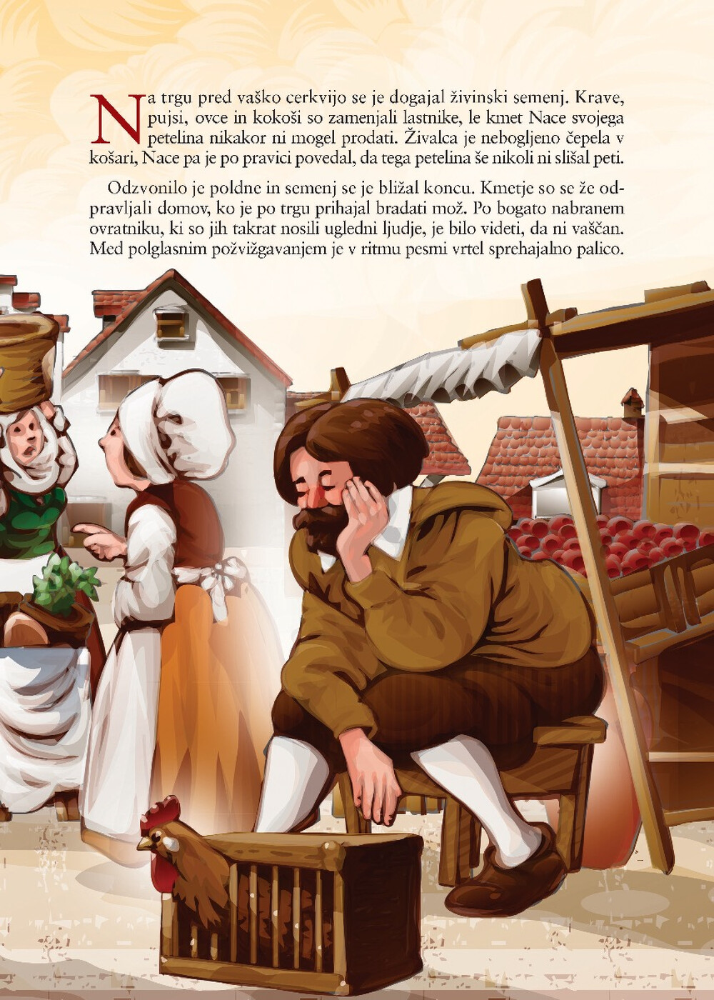 Na trgu pred vaško cerkvijo se je dogajal živinski semenj. Krave,
pujsi, ovce in kokoši so zamenjali lastnike, le kmet Nace svojega
petelina nikakor ni mogel prodati. Živalca je nebogljeno čepela v
košari, Nace pa je po pravici povedal, da tega petelina še nikoli ni slišal peti.
Odzvonilo je poldne in semenj se je bližal koncu. Kmetje so se že od-
pravljali domov, ko je po trgu prihajal bradati mož. Po bogato nabranem
ovratniku, ki so jih takrat nosili ugledni ljudje, je bilo videti, da ni vaščan.
Med polglasnim požvižgavanjem je v ritmu pesmi vrtel sprehajalno palico.